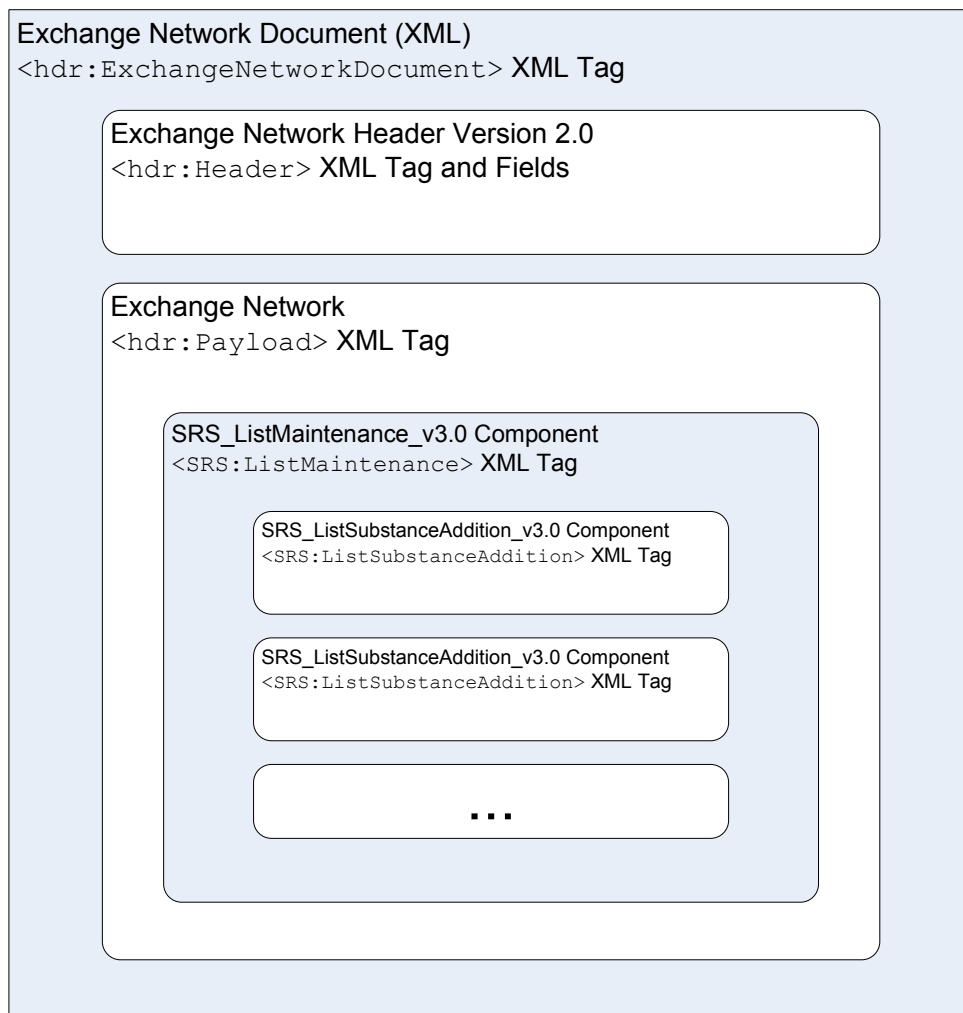 Exchange Network Document (XML)
<hdr:ExchangeNetworkDocument> XML Tag
Exchange Network Header Version 2.0
<hdr:Header> XML Tag and Fields
Exchange Network
<hdr:Payload> XML Tag
SRS_ListMaintenance_v3.0 Component
<SRS:ListMaintenance> XML Tag
SRS_ListSubstanceAddition_v3.0 Component
<SRS:ListSubstanceAddition> XML Tag
SRS_ListSubstanceAddition_v3.0 Component
<SRS:ListSubstanceAddition> XML Tag
...